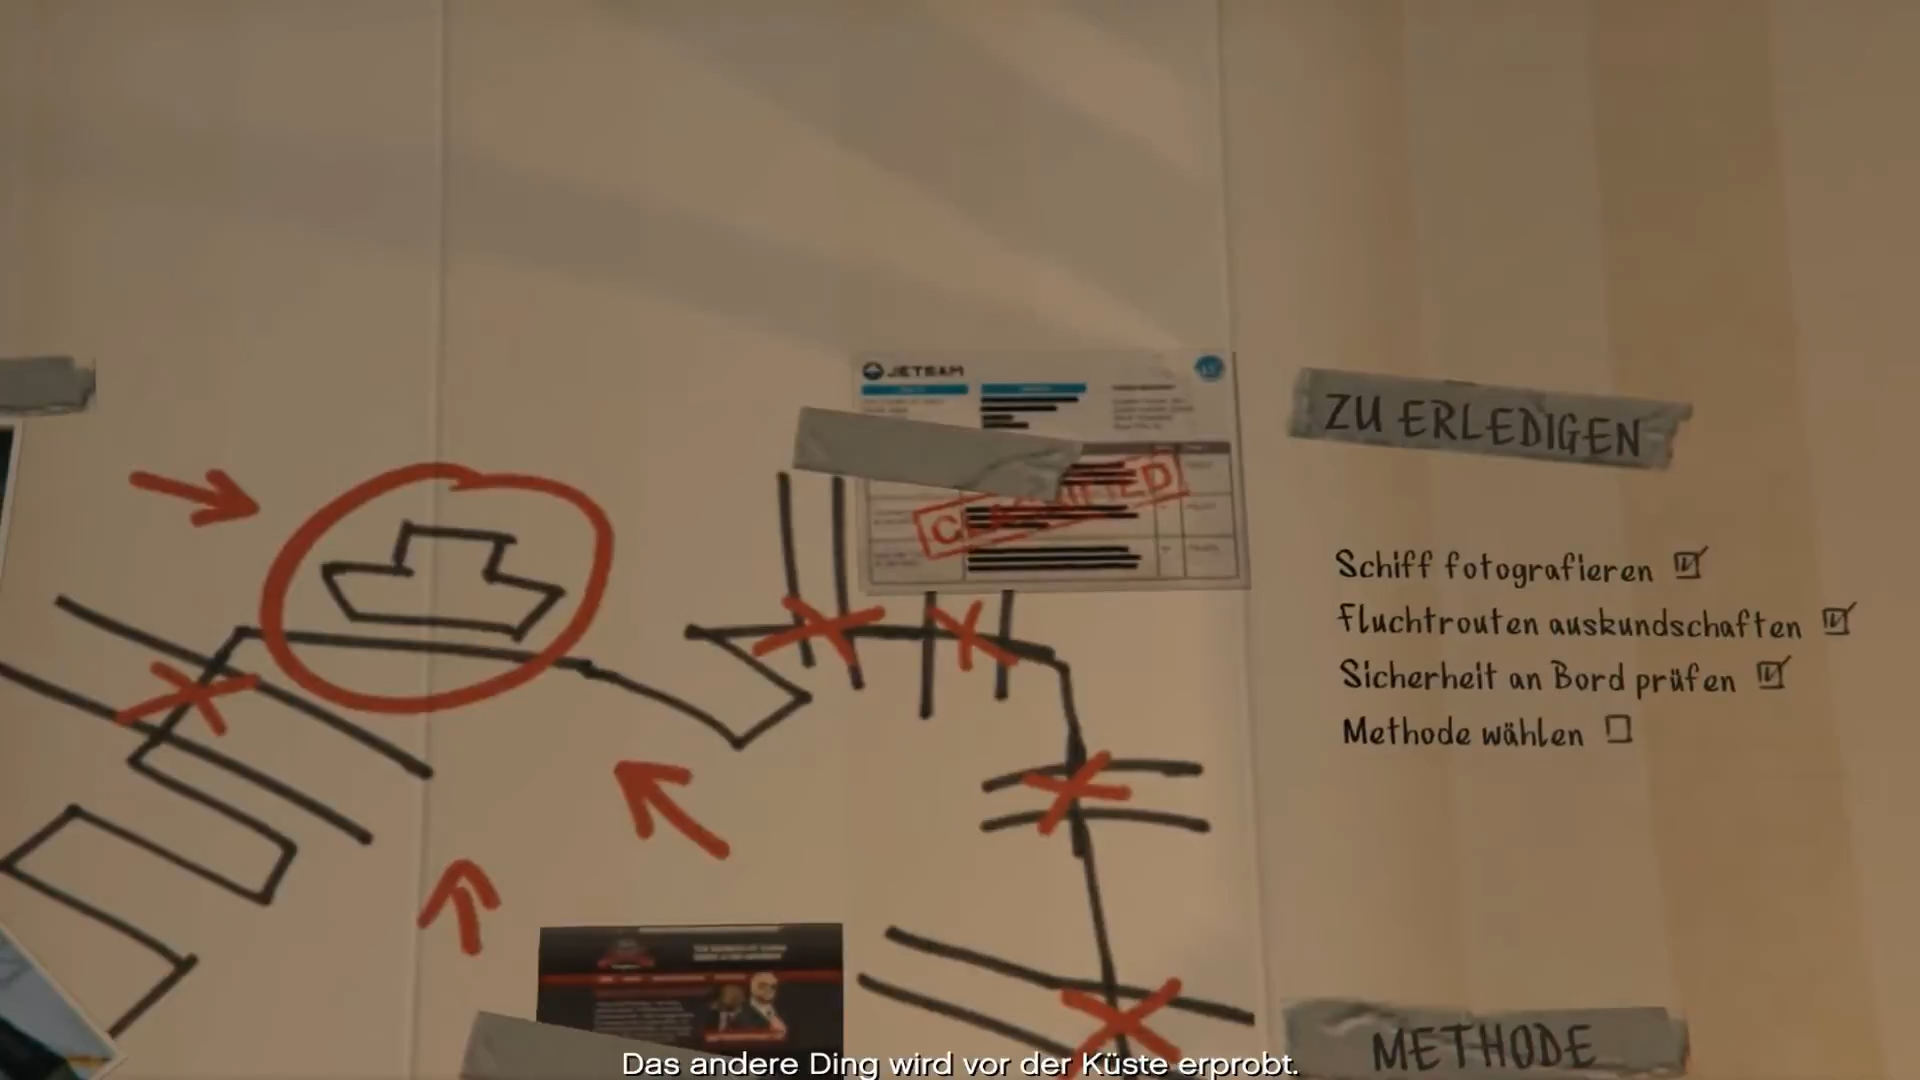 JETSAM
CLASSIFIED
ZU ERLEDIGEN
Schiff fotografieren
Fluchtrouten auskundschaften
Sicherheit an Bord prüfen
Methode wählen
METHODE
Das andere Ding wird vor der Küste erprobt.